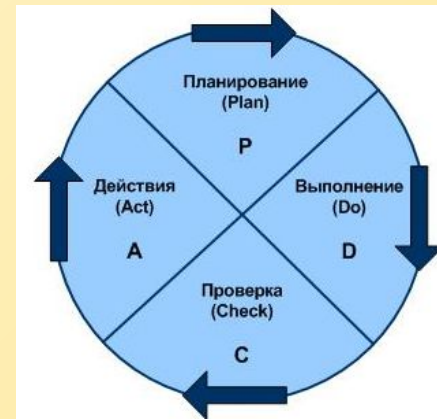 Планирование
(Plan)
P
Выполнение
(Do)
D
Проверка
(Check)
C
Действия
(Act)
A